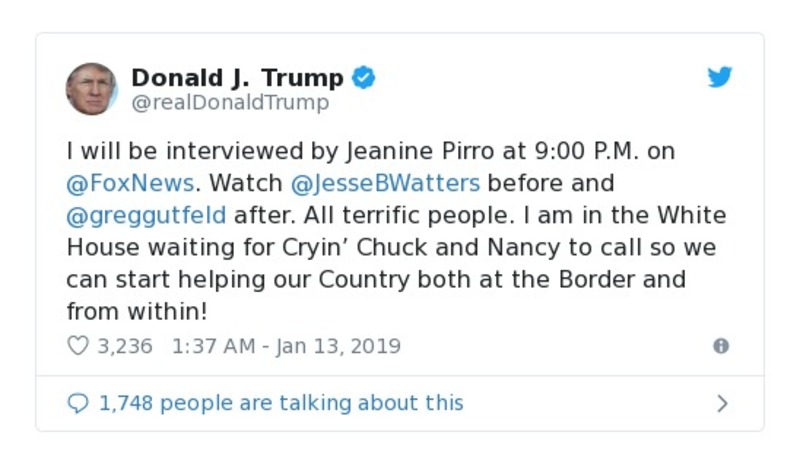 Donald J. Trump
@realDonaldTrump
I will be interviewed by Jeanine Pirro at 9:00 P.M. on
@FoxNews. Watch @JesseBWatters before and
@greggutfeld after. All terrific people. I am in the White
House waiting for Cryin’ Chuck and Nancy to call so we
can start helping our Country both at the Border and
from within!
3,236 1:37 AM - Jan 13, 2019
1,748 people are talking about this